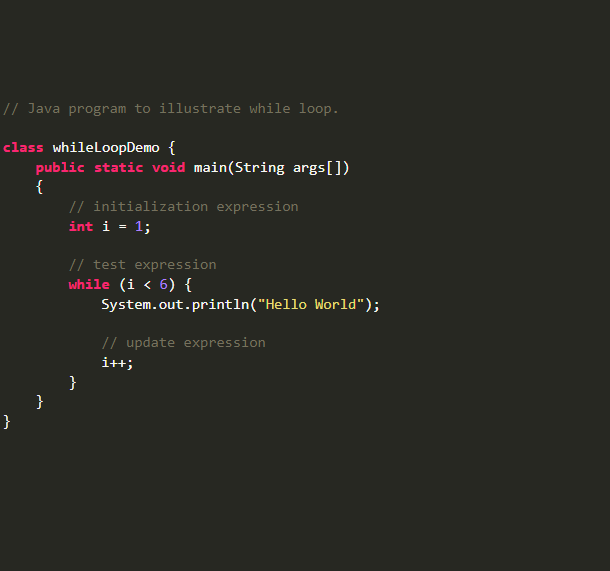 // Java program to illustrate while loop.
class whileLoopDemo {
public static void main(String args[])
{
// initialization expression
int i = 1;
// test expression
while (i < 6) {
System.out.println("Hello World");
// update expression
i++;
}
}
}